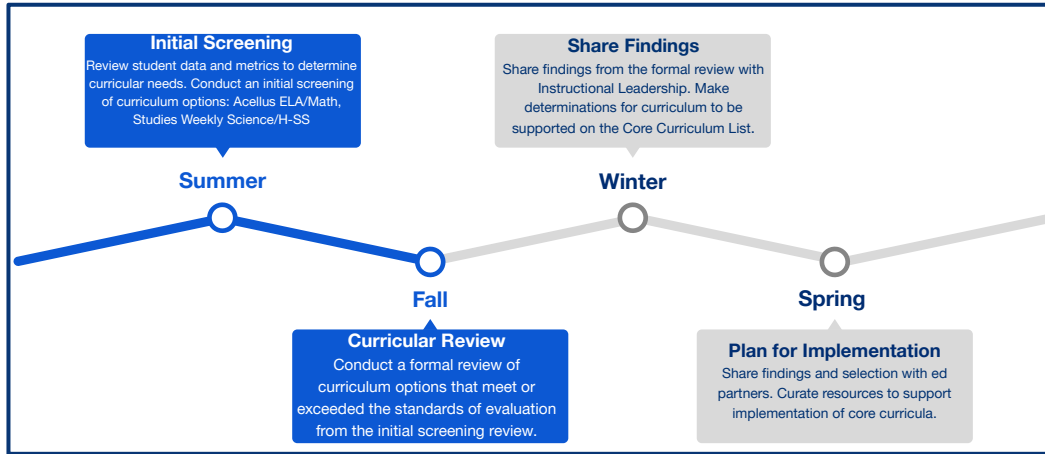 Initial Screening
Review student data and metrics to determine
curricular needs. Conduct an initial screening
of curriculum options: Acellus ELA/Math,
Studies Weekly Science/H-SS
Summer
Share Findings
Share findings from the formal review with
Instructional Leadership. Make
determinations for curriculum to be
supported on the Core Curriculum List.
Winter
Fall
Curricular Review
Conduct a formal review of
curriculum options that meet or
exceeded the standards of evaluation
from the initial screening review.
Spring
Plan for Implementation
Share findings and selection with ed
partners. Curate resources to support
implementation of core curricula.